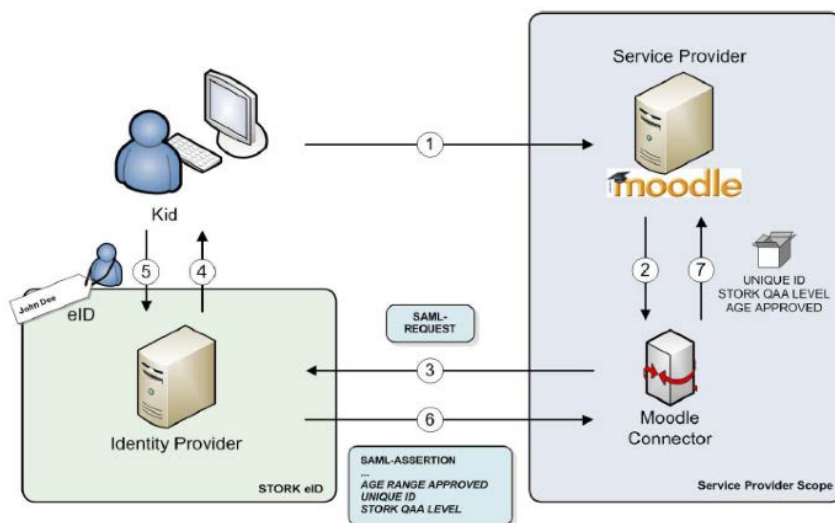 Service Provider
1
moodle
Kid
5
4
2
7
UNIQUE ID
STORK QAA LEVEL
AGE APPROVED
John Dee
eID
SAML-
REQUEST
3
6
Identity Provider
Moodle
Connector
STORK eID
SAML-ASSERTION
...
AGE RANGE APPROVED
UNIQUE ID
STORK QAA LEVEL
Service Provider Scope